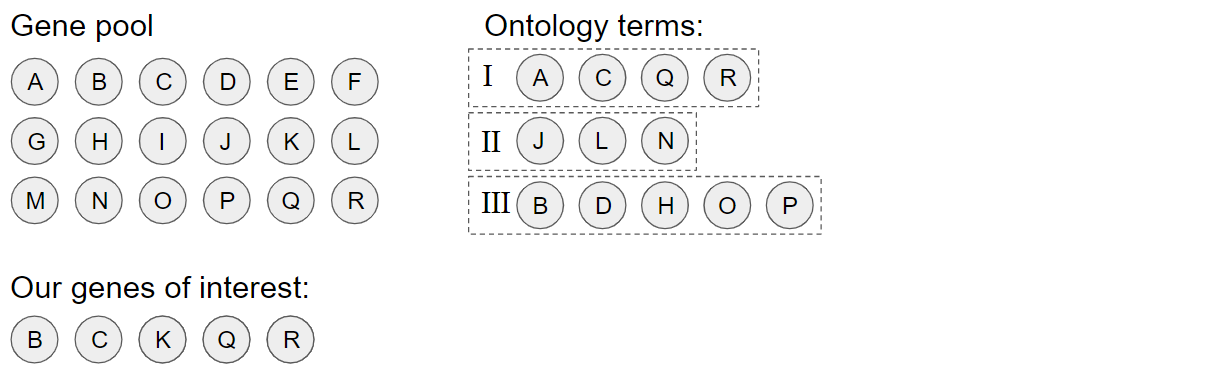 Gene pool
A B C D E F
G H I J K L
M N O P Q R
Ontology terms:
I A C Q R
II J L N
III B D H O P
Our genes of interest:
B C K Q R